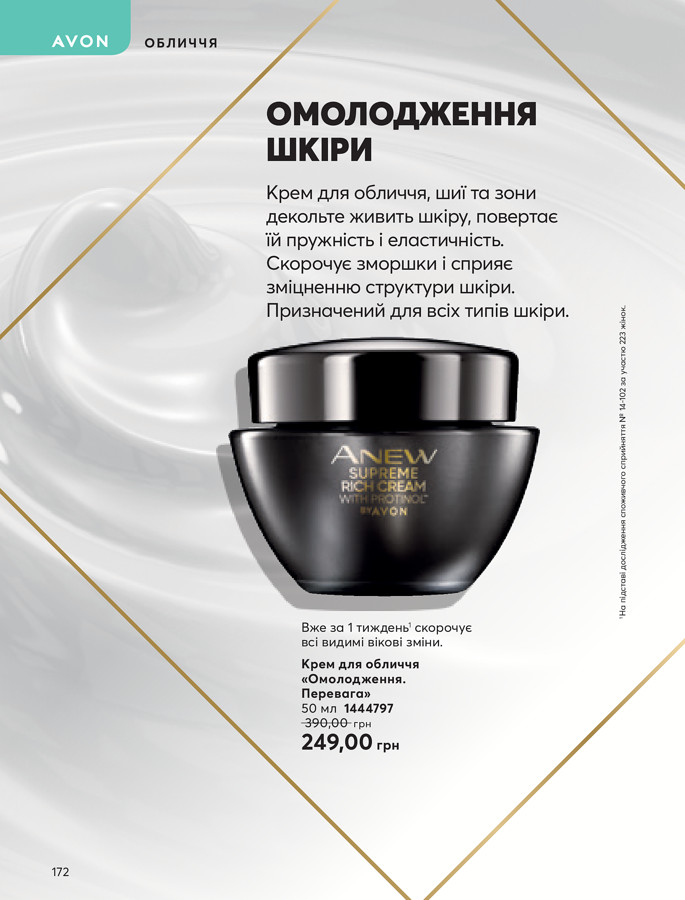 AVON
ОБЛИЧЧЯ
ОМОЛОДЖЕННЯ
ШКІРИ
Крем для обличчя, шиї та зони
декольте живить шкіру, повертає
їй пружність і еластичність.
Скорочує зморшки і сприяє
зміцненню структури шкіри.
Призначений для всіх типів шкіри.
ANEW
SUPREME
RICH CREAM
WITH PROTINOL™
BY AVON
¹На підставі дослідження споживчого сприйняття № 14-102 за участю 223 жінок.
Вже за 1 тиждень¹ скорочує
всі видимі вікові зміни.
Крем для обличчя
«Омолодження.
Перевага»
50 мл 1444797
390,00 грн
249,00 грн
172